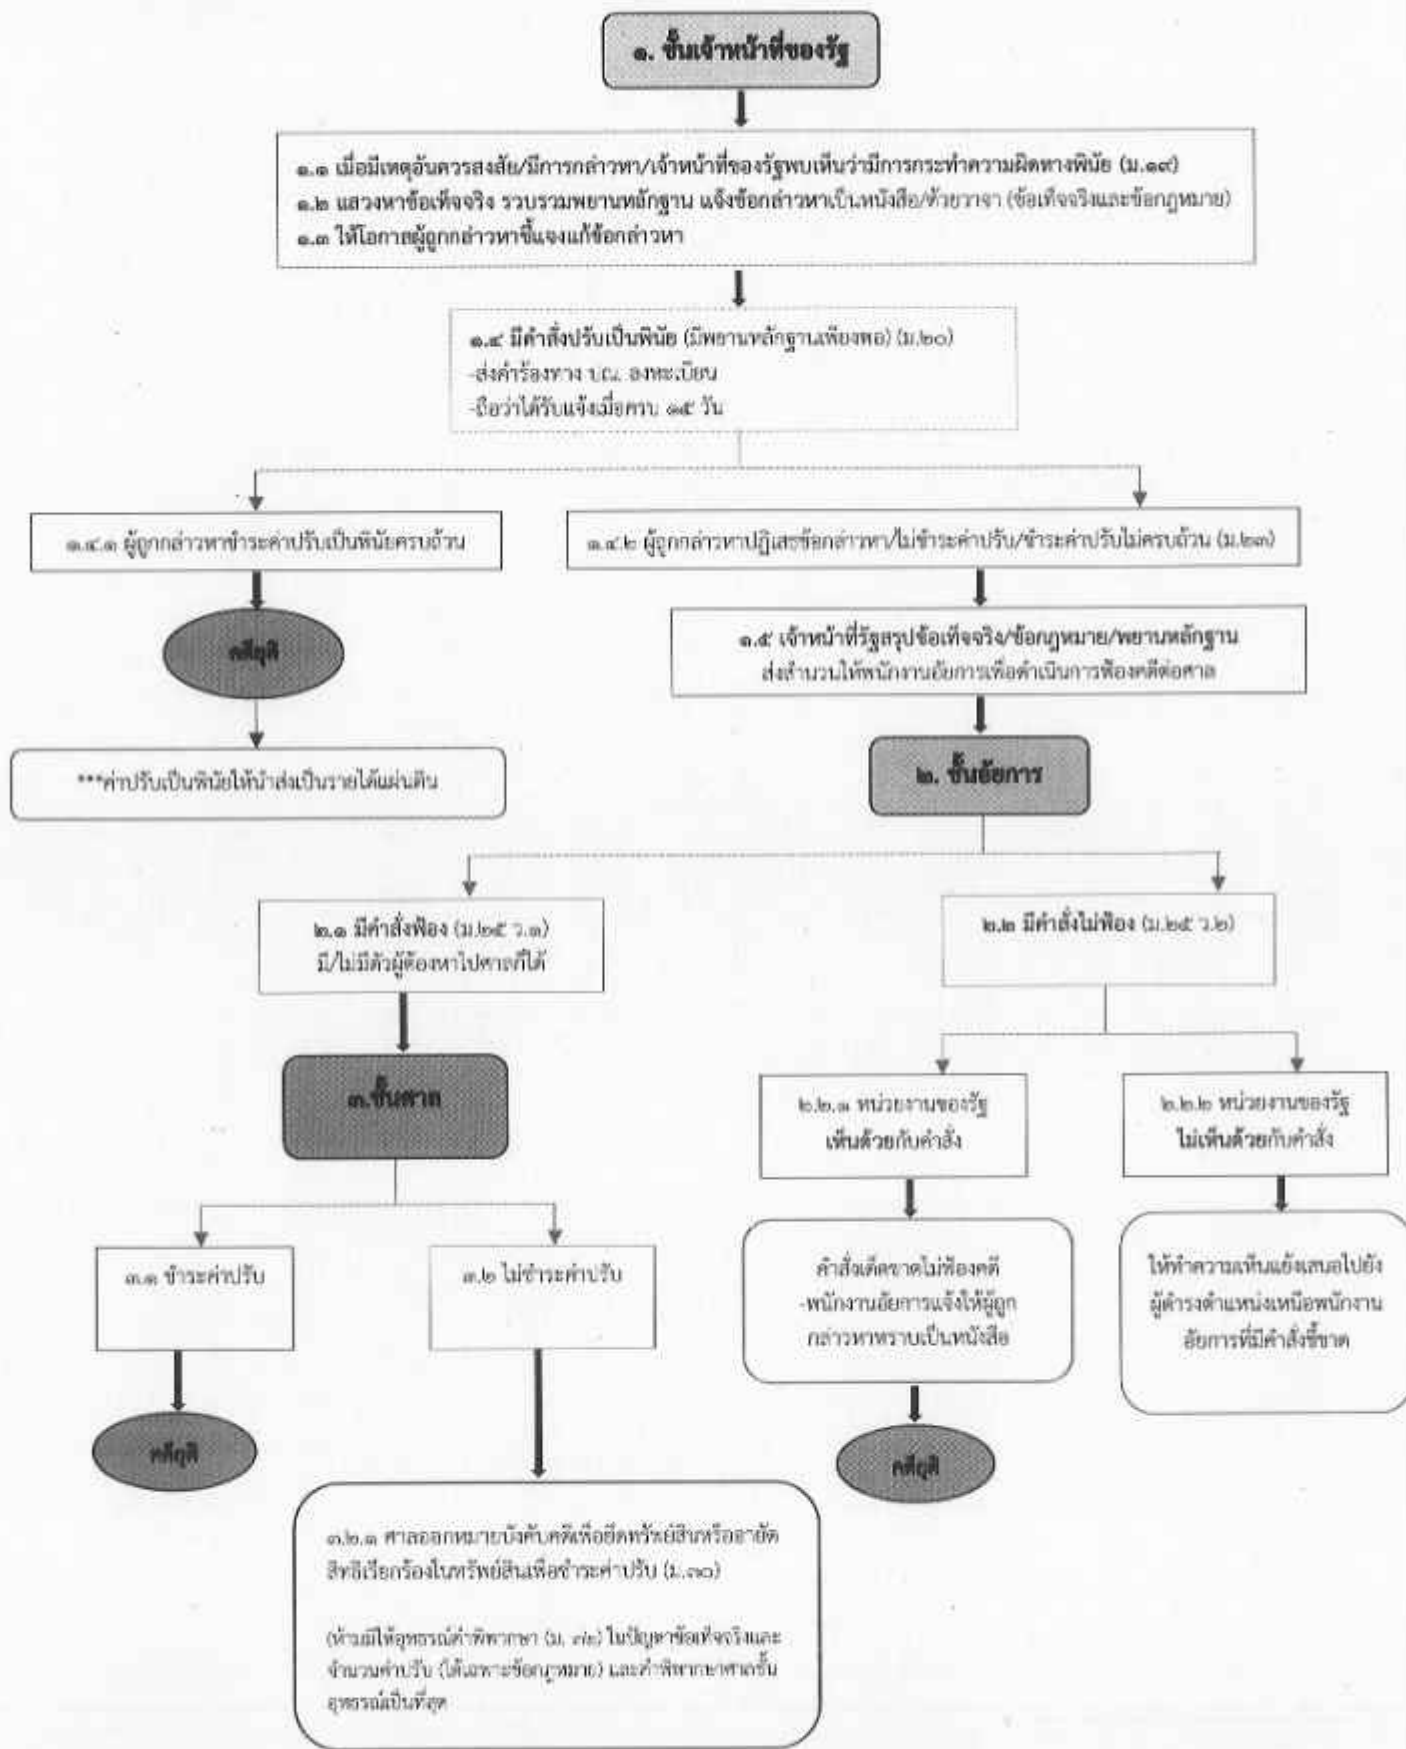 ๑. ชั้นเจ้าหน้าที่ของรัฐ
๑.๑ เมื่อมีเหตุอันควรสงสัย/มีการกล่าวหา/เจ้าหน้าที่ของรัฐพบเห็นว่ามีการกระทำความผิดทางพินัย (ม.๑๙)
๑.๒ แสวงหาข้อเท็จจริง รวบรวมพยานหลักฐาน แจ้งข้อกล่าวหาเป็นหนังสือ/ด้วยวาจา (ข้อเท็จจริงและข้อกฎหมาย)
๑.๓ ให้โอกาสผู้ถูกกล่าวหาชี้แจงแก้ข้อกล่าวหา
๑.๔ มีคำสั่งปรับเป็นพินัย (มีพยานหลักฐานเพียงพอ) (ม.๒๐)
-ส่งคำร้องทาง ปณ. ลงทะเบียน
-ถือว่าได้รับแจ้งเมื่อครบ ๑๕ วัน
๑.๔.๑ ผู้ถูกกล่าวหาชำระค่าปรับเป็นพินัยครบถ้วน
๑.๔.๒ ผู้ถูกกล่าวหาปฏิเสธข้อกล่าวหา/ไม่ชำระค่าปรับ/ชำระค่าปรับไม่ครบถ้วน (ม.๒๓)
คดียุติ
๑.๕ เจ้าหน้าที่รัฐสรุปข้อเท็จจริง/ข้อกฎหมาย/พยานหลักฐาน
ส่งสำนวนให้พนักงานอัยการเพื่อดำเนินการฟ้องคดีต่อศาล
***ค่าปรับเป็นพินัยให้นำส่งเป็นรายได้แผ่นดิน
๒. ชั้นอัยการ
๒.๑ มีคำสั่งฟ้อง (ม.๒๕ ว.๑)
มี/ไม่มีตัวผู้ต้องหาไปศาลก็ได้
๒.๒ มีคำสั่งไม่ฟ้อง (ม.๒๕ ว.๒)
๓.ชั้นศาล
๒.๒.๑ หน่วยงานของรัฐ
เห็นด้วยกับคำสั่ง
๒.๒.๒ หน่วยงานของรัฐ
ไม่เห็นด้วยกับคำสั่ง
๓.๑ ชำระค่าปรับ
๓.๒ ไม่ชำระค่าปรับ
คำสั่งเด็ดขาดไม่ฟ้องคดี
-พนักงานอัยการแจ้งให้ผู้ถูก
กล่าวหาทราบเป็นหนังสือ
ให้ทำความเห็นแย้งเสนอไปยัง
ผู้ดำรงตำแหน่งเหนือพนักงาน
อัยการที่มีคำสั่งชี้ขาด
คดียุติ
คดียุติ
๓.๒.๑ ศาลออกหมายบังคับคดีเพื่อยึดทรัพย์สินหรืออายัด
สิทธิเรียกร้องในทรัพย์สินเพื่อชำระค่าปรับ (ม.๓๐)
(ห้ามมิให้อุทธรณ์คำพิพากษา (ม. ๓๒) ในปัญหาข้อเท็จจริงและ
จำนวนค่าปรับ (ได้เฉพาะข้อกฎหมาย) และคำพิพากษาศาลชั้น
อุทธรณ์เป็นที่สุด